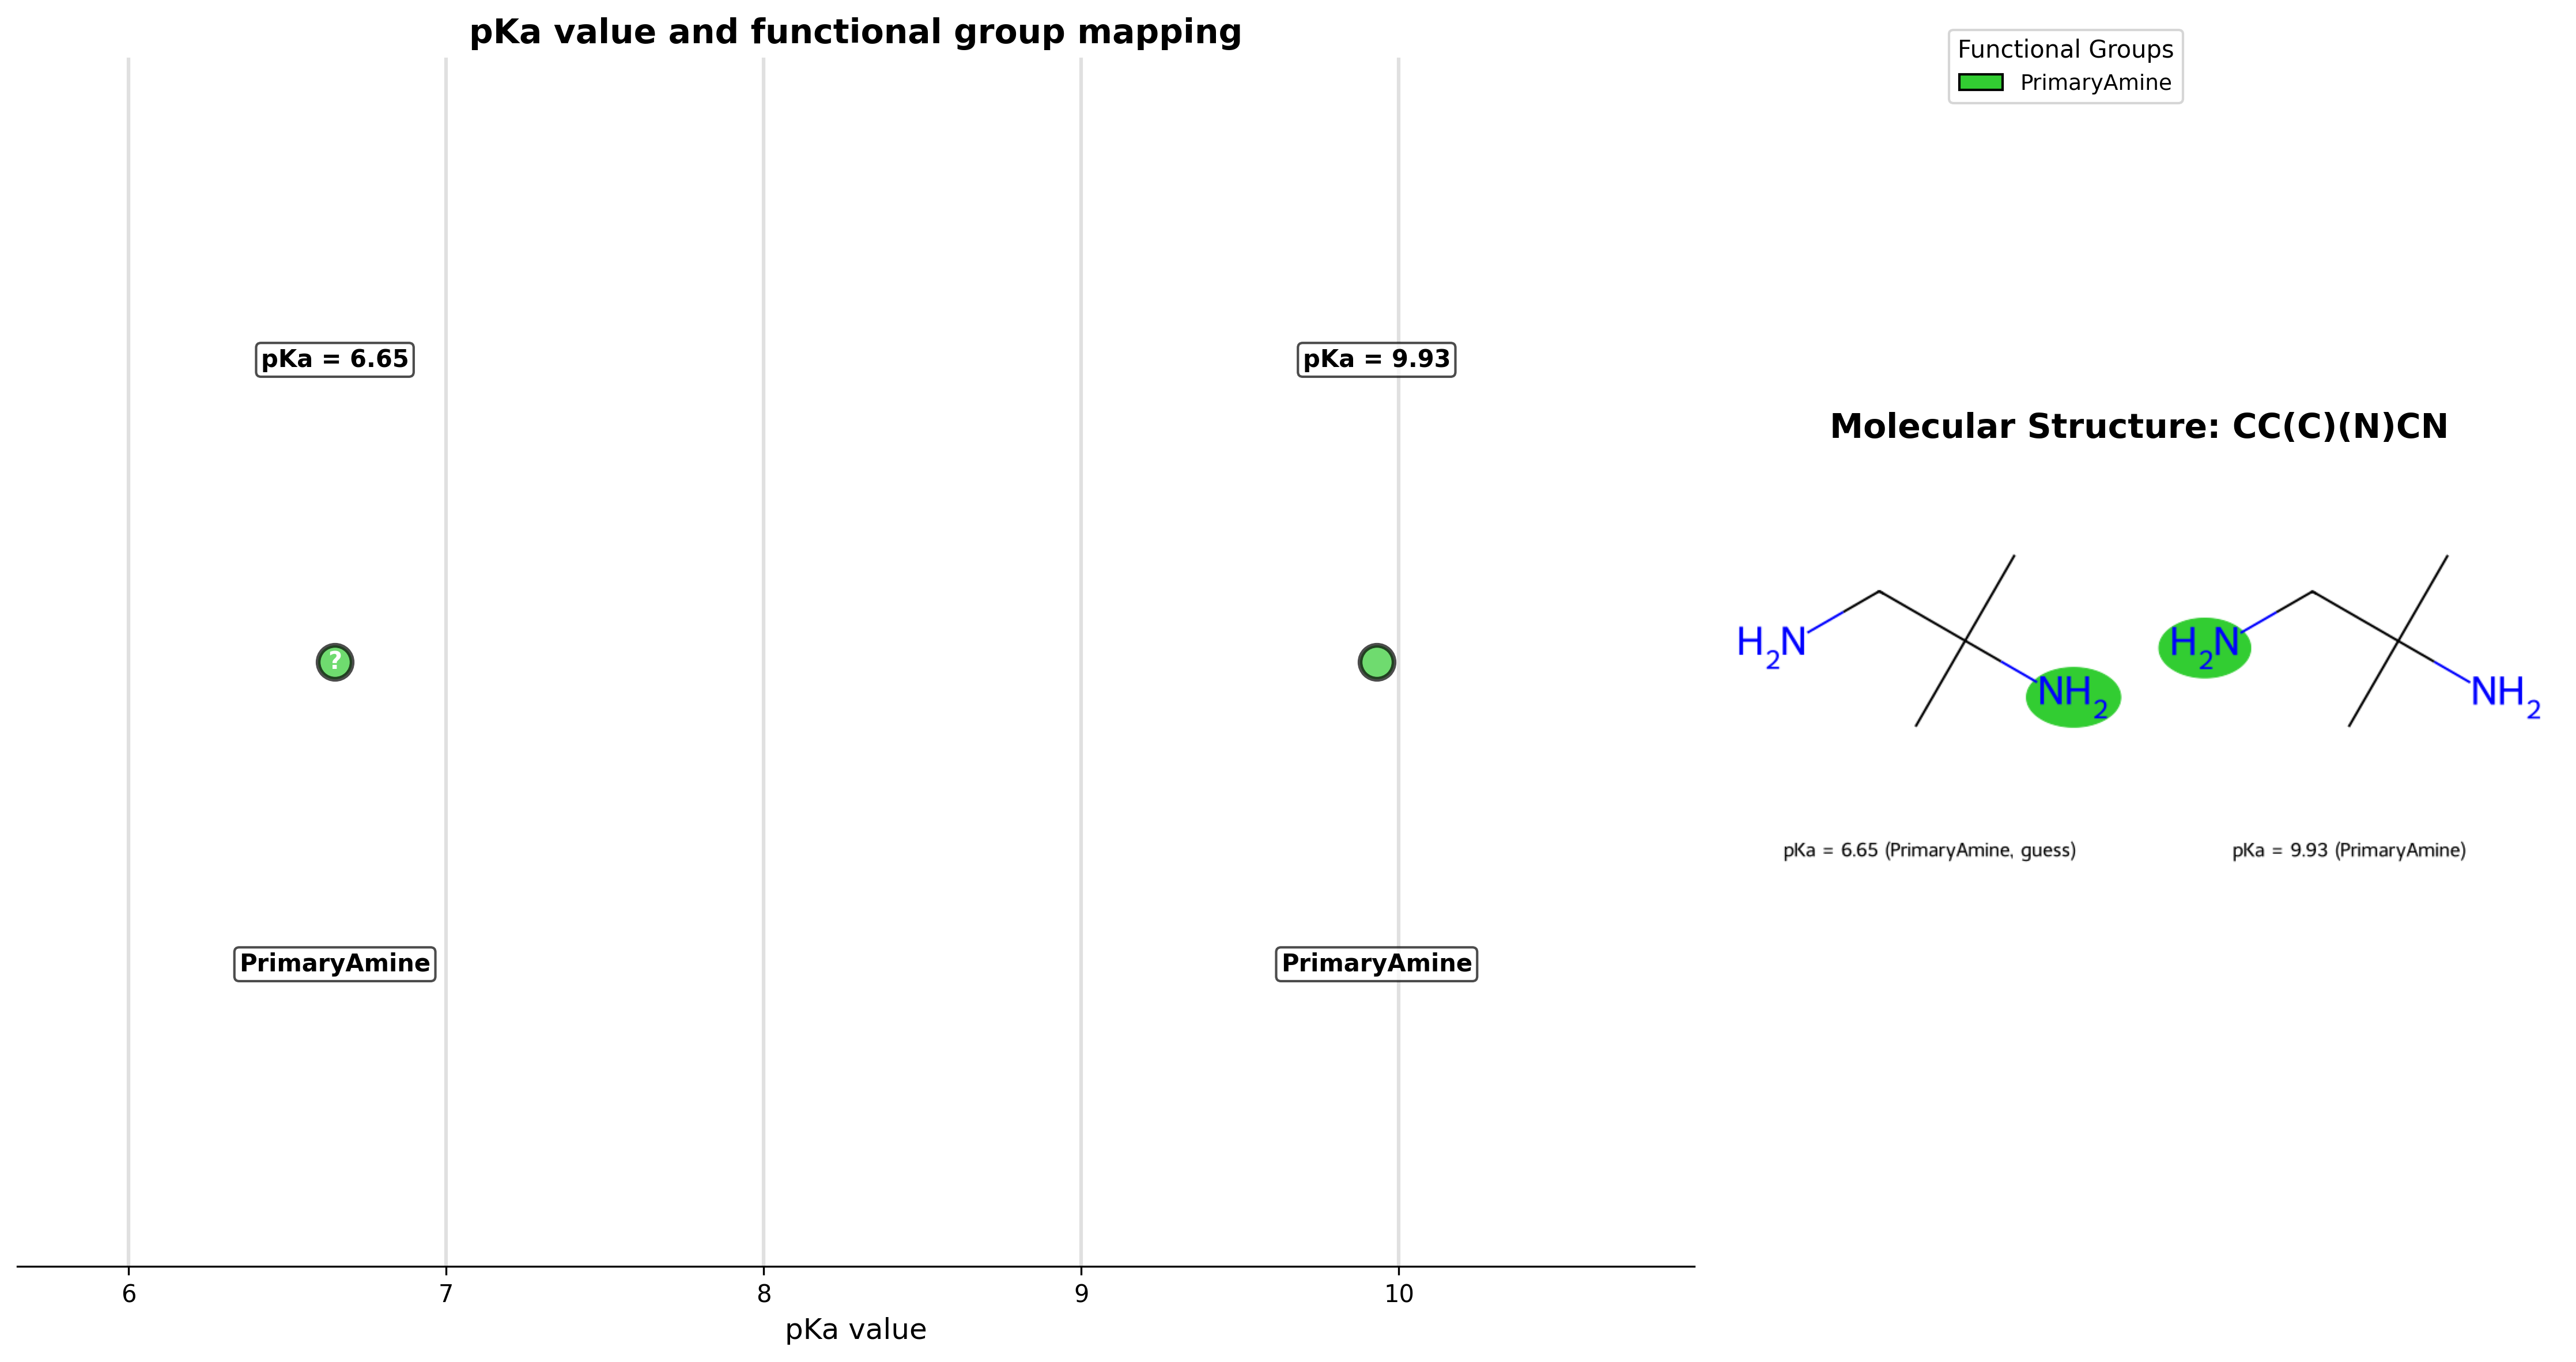 pKa value and functional group mapping
Functional Groups
PrimaryAmine
pKa = 6.65
pKa = 9.93
Molecular Structure: CC(C)(N)CN
H2N
NH2
H2N
NH2
?
pKa = 6.65 (PrimaryAmine, guess)
pKa = 9.93 (PrimaryAmine)
PrimaryAmine
PrimaryAmine
6 7 8 9 10
pKa value